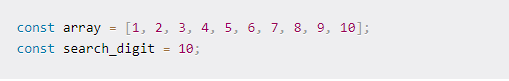 const array = [1, 2, 3, 4, 5, 6, 7, 8, 9, 10];
const search_digit = 10;